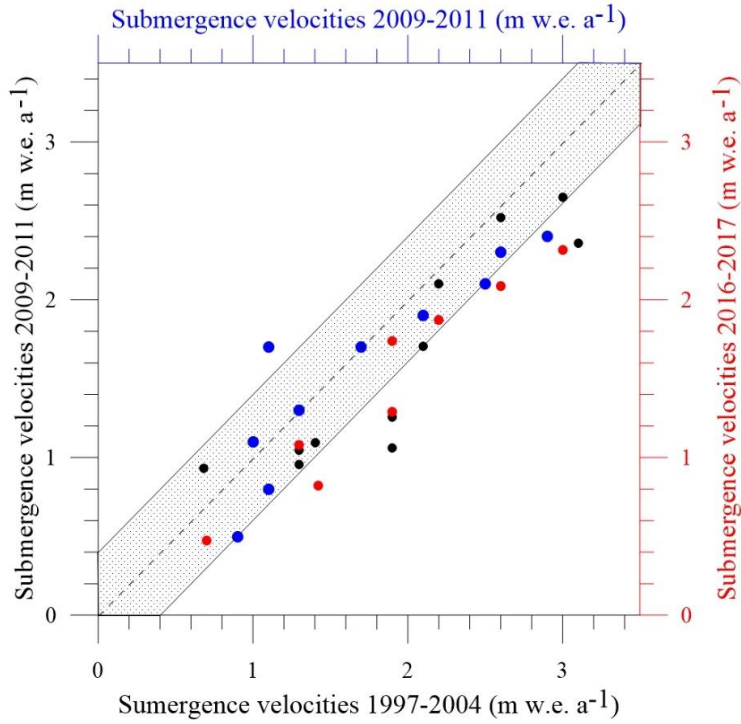 Submergence velocities 2009-2011 (m w.e. a-1)
Submergence velocities 2009-2011 (m w.e. a-1)
3
2
1
0
3
2
1
0
Submergence velocities 2016-2017 (m w.e. a-1)
0 1 2 3
Sumergence velocities 1997-2004 (m w.e. a-1)